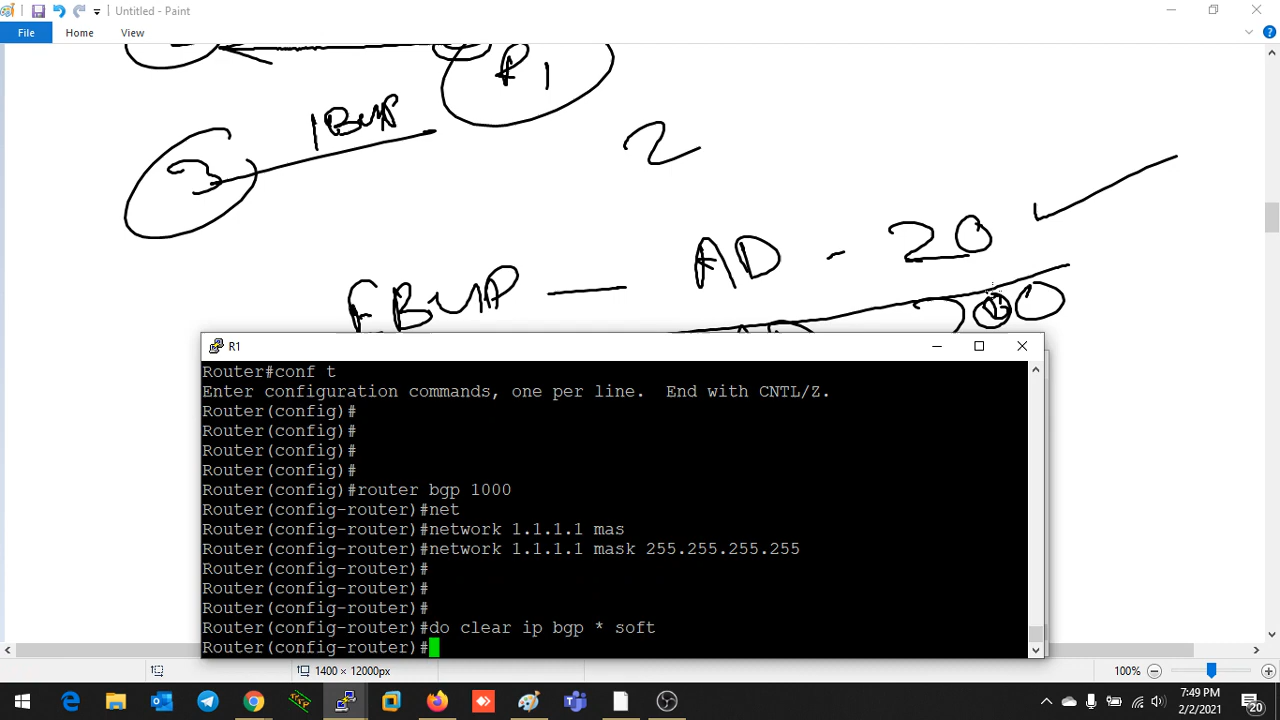 Untitled - Paint
File Home View
R1
IBGP
3
2
AD - 20
EBGP
R1
Router#conf t
Enter configuration commands, one per line.  End with CNTL/Z.
Router(config)#
Router(config)#
Router(config)#
Router(config)#
Router(config)#router bgp 1000
Router(config-router)#net
Router(config-router)#network 1.1.1.1 mas
Router(config-router)#network 1.1.1.1 mask 255.255.255.255
Router(config-router)#
Router(config-router)#
Router(config-router)#
Router(config-router)#do clear ip bgp * soft
Router(config-router)#
1400 × 12000px
100%
7:49 PM
2/2/2021
20